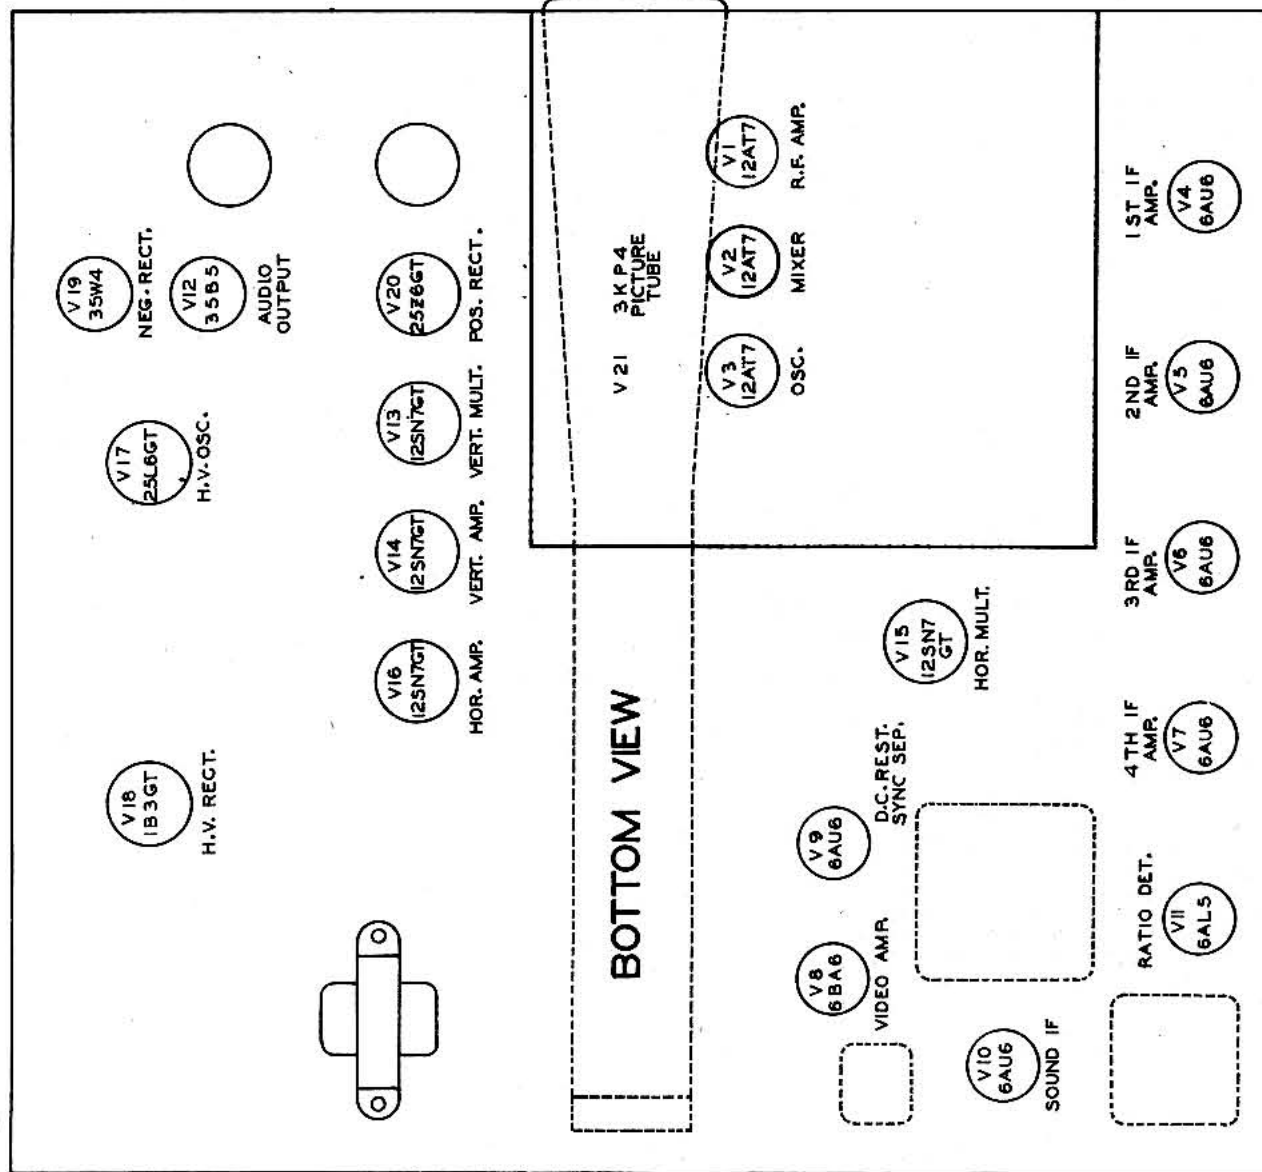 V19
35W4
NEG. RECT.
V12
35B5
AUDIO
OUTPUT
V20
25Z6GT
POS. RECT.
V17
25L6GT
H.V. OSC.
V13
12SN7GT
VERT. MULT.
V14
12SN7GT
VERT. AMP.
V16
12SN7GT
HOR. AMP.
V18
1B3GT
H.V. RECT.
V21
3KP4
PICTURE
TUBE
V1
12AT7
R.F. AMP.
V2
12AT7
MIXER
V3
12AT7
OSC.
BOTTOM VIEW
V15
12SN7
GT
HOR. MULT.
V9
6AU6
D.C. REST.
SYNC SEP.
V8
6BA6
VIDEO AMP.
V10
6AU6
SOUND IF
1ST IF
AMP.
V4
6AU6
2ND IF
AMP.
V5
6AU6
3RD IF
AMP.
V6
6AU6
4TH IF
AMP.
V7
6AU6
RATIO DET.
V11
6AL5